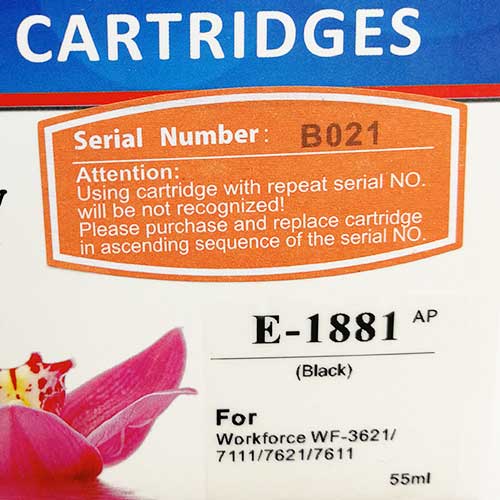 CARTRIDGES
Serial Number: B021
Attention:
Using cartridge with repeat serial NO.
will be not recognized!
Please purchase and replace cartridge
in ascending sequence of the serial NO.
E-1881 AP
(Black)
For
Workforce WF-3621/
7111/7621/7611
55ml